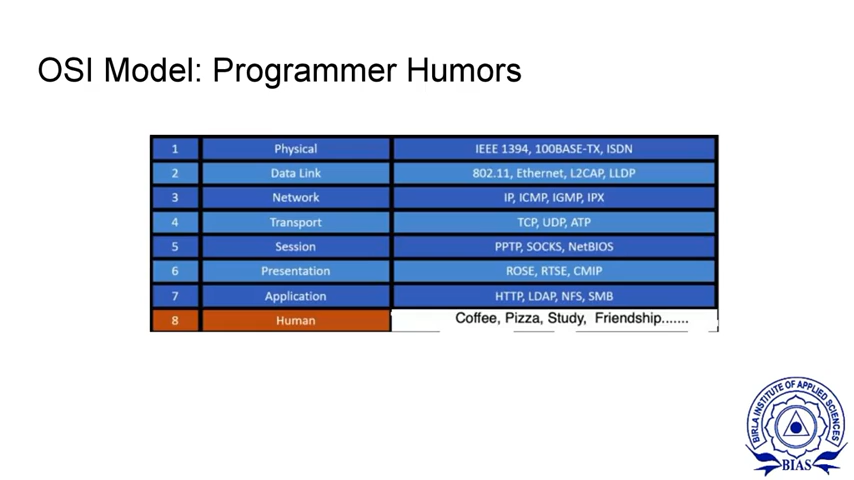 OSI Model: Programmer Humors
1 Physical IEEE 1394, 100BASE-TX, ISDN
2 Data Link 802.11, Ethernet, L2CAP, LLDP
3 Network IP, ICMP, IGMP, IPX
4 Transport TCP, UDP, ATP
5 Session PPTP, SOCKS, NetBIOS
6 Presentation ROSE, RTSE, CMIP
7 Application HTTP, LDAP, NFS, SMB
8 Human Coffee, Pizza, Study, Friendship.......
BIRLA INSTITUTE OF APPLIED SCIENCES
BIAS